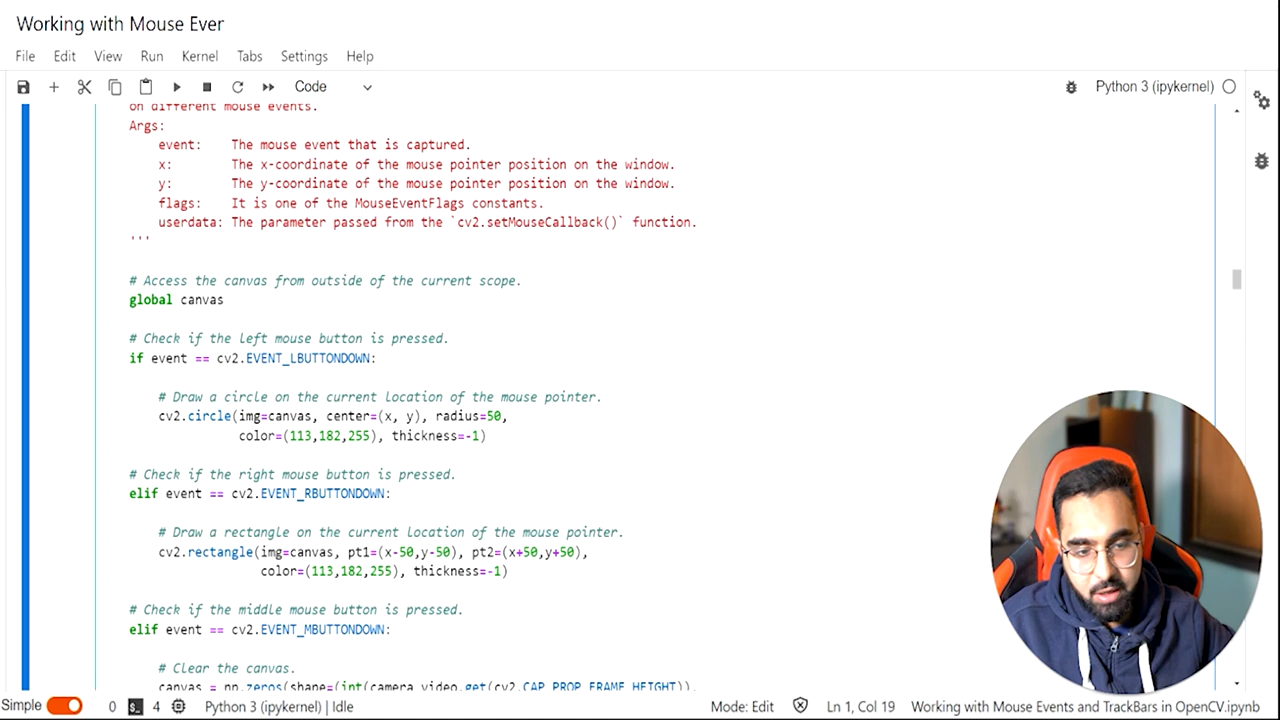 Working with Mouse Ever
File Edit View Run Kernel Tabs Settings Help
Code Python 3 (ipykernel)
on different mouse events.
Args:
event: The mouse event that is captured.
x: The x-coordinate of the mouse pointer position on the window.
y: The y-coordinate of the mouse pointer position on the window.
flags: It is one of the MouseEventFlags constants.
userdata: The parameter passed from the `cv2.setMouseCallback()` function.
'''
# Access the canvas from outside of the current scope.
global canvas
# Check if the left mouse button is pressed.
if event == cv2.EVENT_LBUTTONDOWN:
# Draw a circle on the current location of the mouse pointer.
cv2.circle(img=canvas, center=(x, y), radius=50,
color=(113,182,255), thickness=-1)
# Check if the right mouse button is pressed.
elif event == cv2.EVENT_RBUTTONDOWN:
# Draw a rectangle on the current location of the mouse pointer.
cv2.rectangle(img=canvas, pt1=(x-50,y-50), pt2=(x+50,y+50),
color=(113,182,255), thickness=-1)
# Check if the middle mouse button is pressed.
elif event == cv2.EVENT_MBUTTONDOWN:
# Clear the canvas.
canvas = np.zeros(shape=(int(camera_video.get(cv2.CAP_PROP_FRAME_HEIGHT)),
Simple 0 $_ 4 Python 3 (ipykernel) | Idle Mode: Edit Ln 1, Col 19 Working with Mouse Events and TrackBars in OpenCV.ipynb